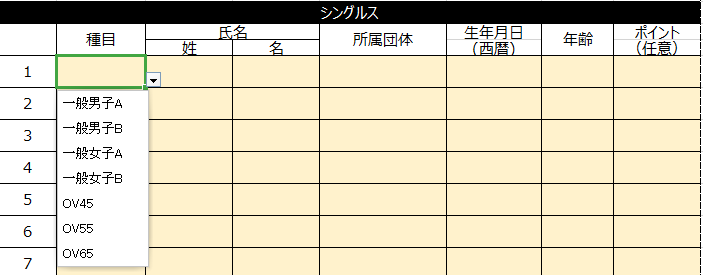 シングルス
種目 氏名 所属団体 生年月日 年齢 ポイント
姓 名 （西暦） （任意）
1
2
一般男子A
一般男子B
3
一般女子A
4
一般女子B
5
OV45
6
OV55
7
OV65